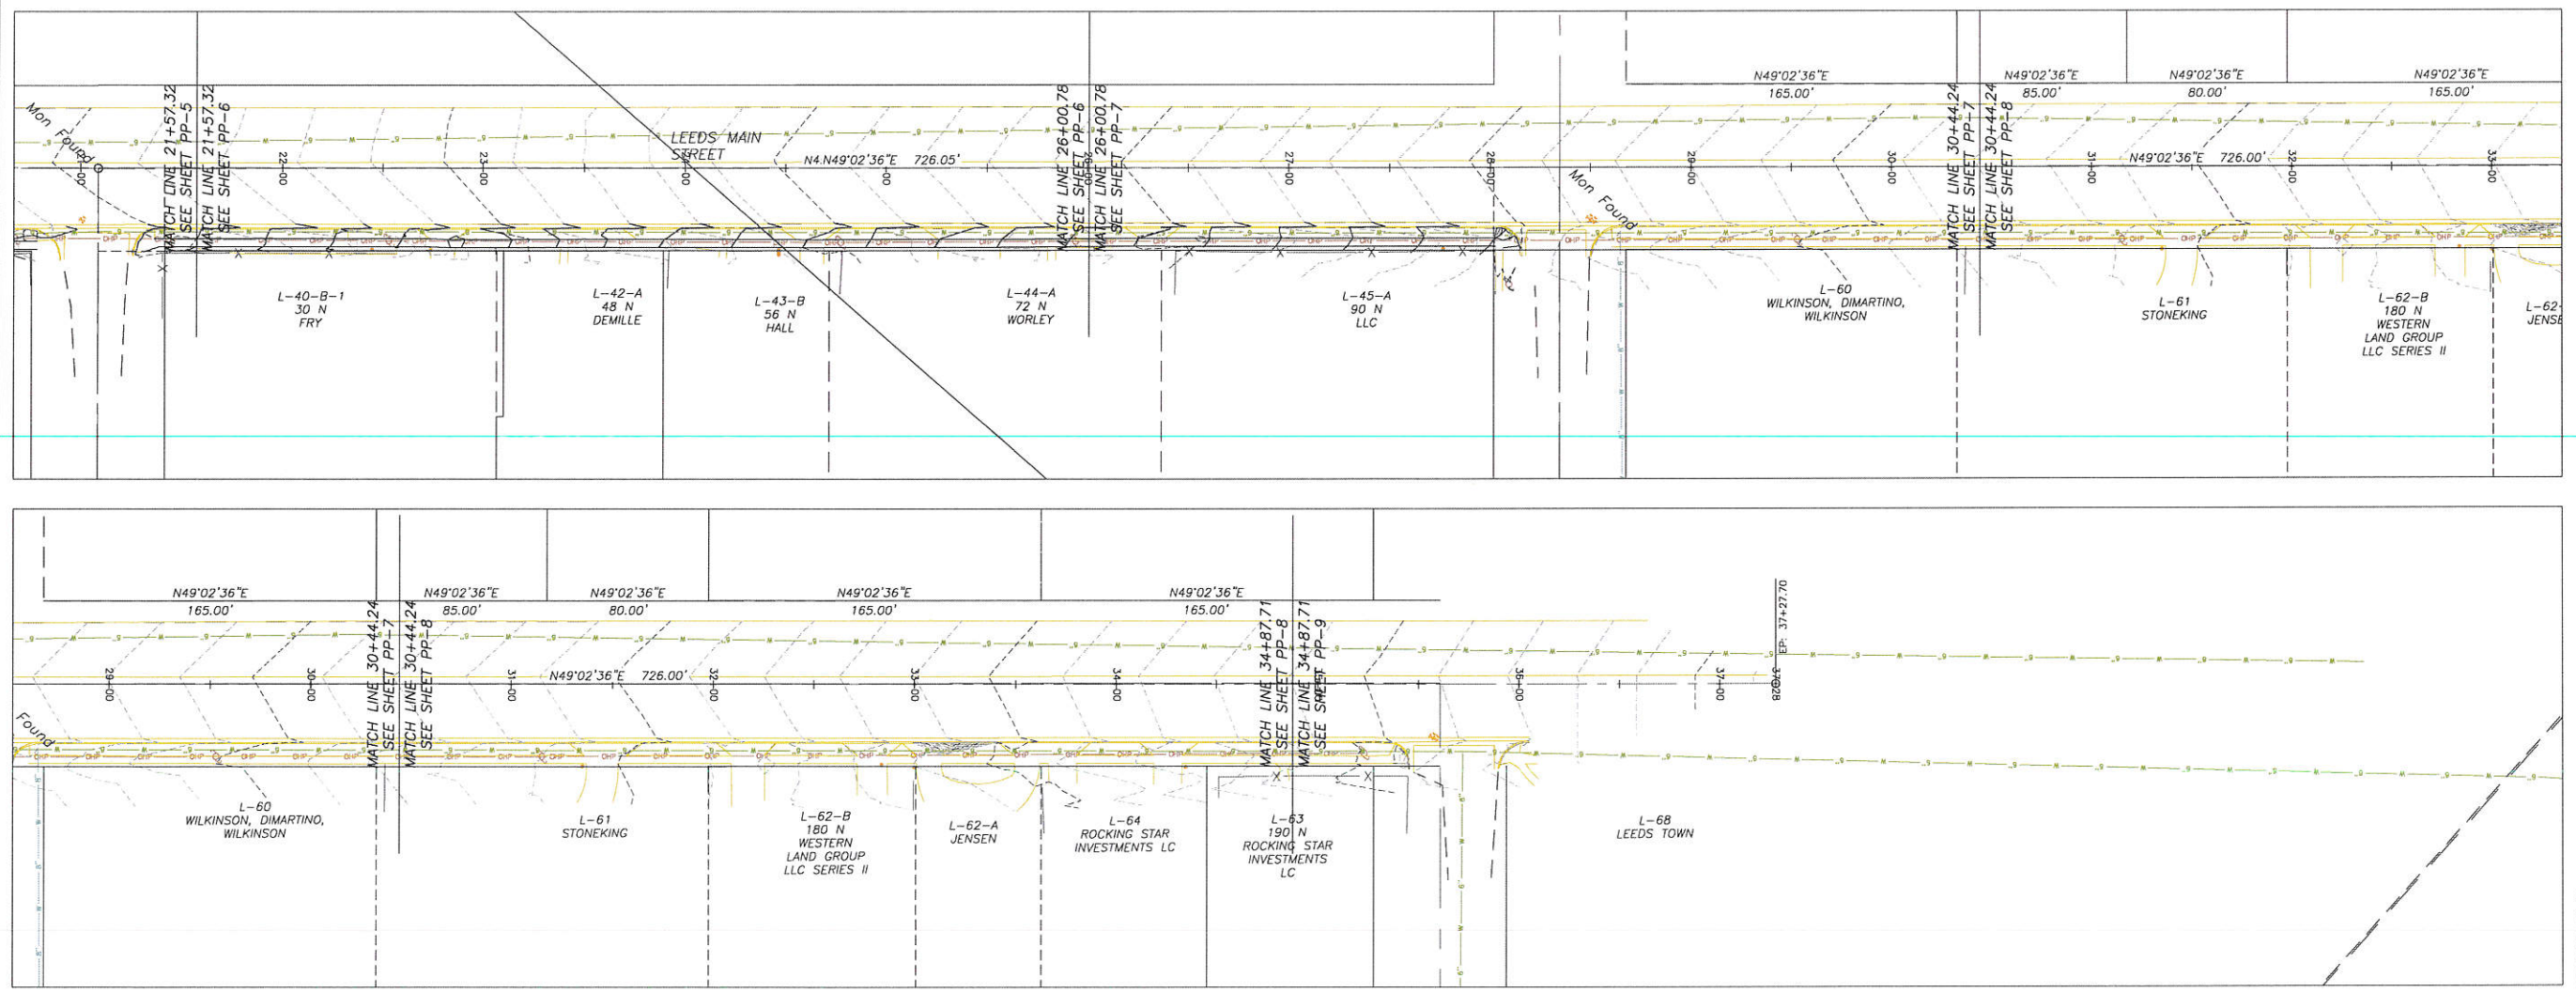 N49°02'36"E
165.00'
N49°02'36"E
85.00'
N49°02'36"E
80.00'
N49°02'36"E
165.00'
Mon Found
MATCH LINE 21+57.32
SEE SHEET PP-5
MATCH LINE 21+57.32
SEE SHEET PP-6
LEEDS MAIN
STREET
N4.N49°02'36"E 726.05'
MATCH LINE 26+00.78
SEE SHEET PP-6
MATCH LINE 26+00.78
SEE SHEET PP-7
Mon Found
MATCH LINE 30+44.24
SEE SHEET PP-7
MATCH LINE 30+44.24
SEE SHEET PP-8
N49°02'36"E 726.00'
22+00
23+00
27+00
28+00
29+00
30+00
31+00
32+00
33+00
L-40-B-1
30 N
FRY
L-42-A
48 N
DEMILLE
L-43-B
56 N
HALL
L-44-A
72 N
WORLEY
L-45-A
90 N
LLC
L-60
WILKINSON, DIMARTINO,
WILKINSON
L-61
STONEKING
L-62-B
180 N
WESTERN
LAND GROUP
LLC SERIES II
L-62-
JENSE
N49°02'36"E
165.00'
N49°02'36"E
85.00'
N49°02'36"E
80.00'
N49°02'36"E
165.00'
N49°02'36"E
165.00'
Found
29+00
30+00
MATCH LINE 30+44.24
SEE SHEET PP-7
MATCH LINE 30+44.24
SEE SHEET PP-8
31+00
N49°02'36"E 726.00'
32+00
33+00
34+00
MATCH LINE 34+87.71
SEE SHEET PP-8
MATCH LINE 34+87.71
SEE SHEET PP-9
36+00
37+00
37+28
EP: 37+27.70
L-60
WILKINSON, DIMARTINO,
WILKINSON
L-61
STONEKING
L-62-B
180 N
WESTERN
LAND GROUP
LLC SERIES II
L-62-A
JENSEN
L-64
ROCKING STAR
INVESTMENTS LC
L-63
190 N
ROCKING STAR
INVESTMENTS
LC
L-68
LEEDS TOWN